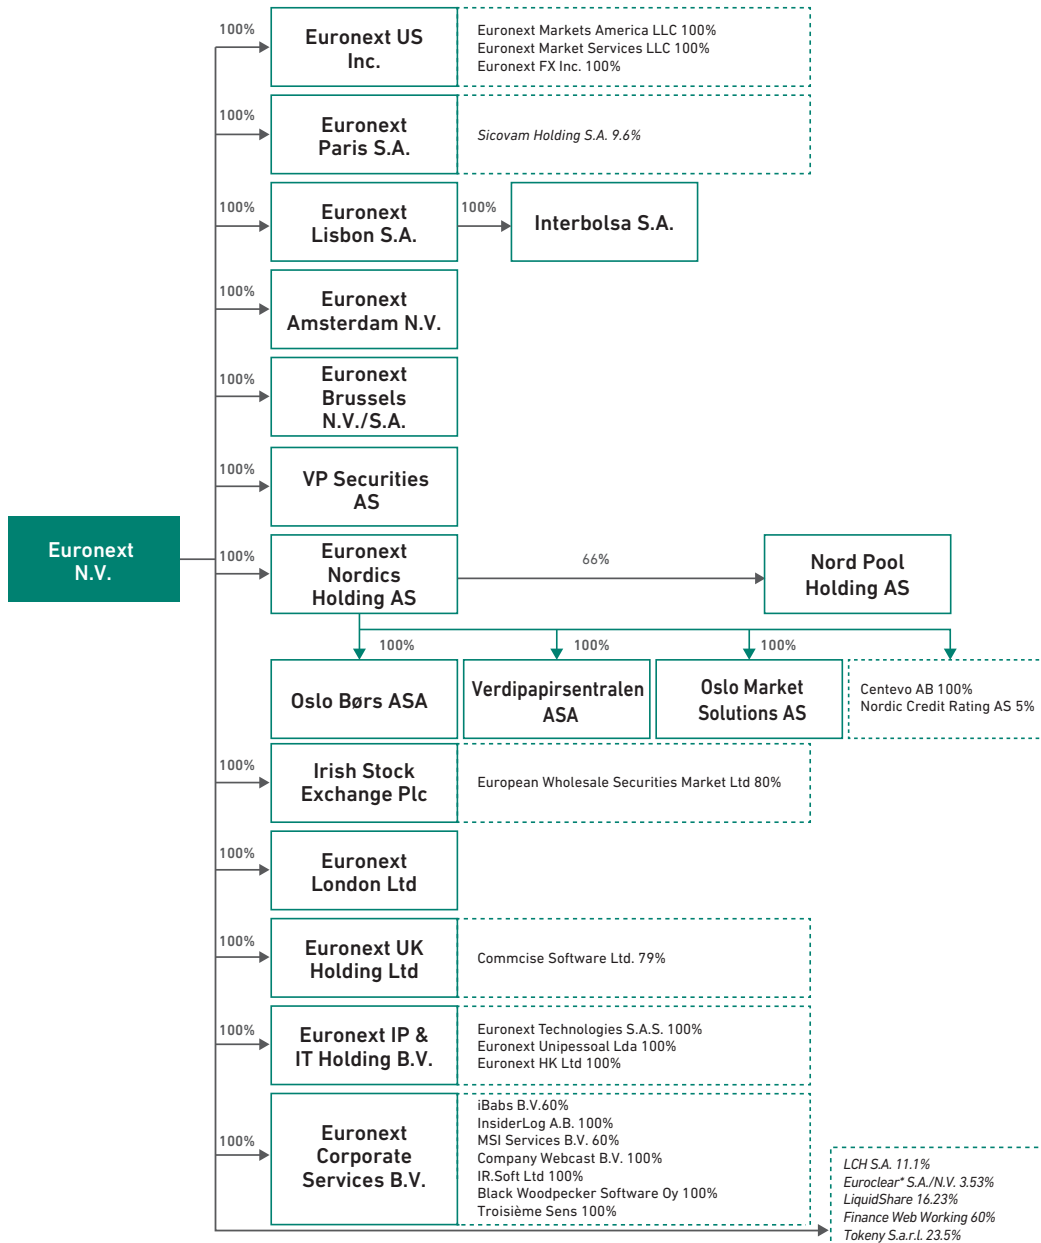 100%
Euronext US
Inc.
Euronext Markets America LLC 100%
Euronext Market Services LLC 100%
Euronext FX Inc. 100%
100%
Euronext
Paris S.A.
Sicovam Holding S.A. 9.6%
100%
Euronext
Lisbon S.A.
100%
Interbolsa S.A.
100%
Euronext
Amsterdam N.V.
100%
Euronext
Brussels
N.V./S.A.
100%
VP Securities
AS
Euronext
N.V.
100%
Euronext
Nordics
Holding AS
66%
Nord Pool
Holding AS
100%
100%
100%
Oslo Børs ASA
Verdipapirsentralen
ASA
Oslo Market
Solutions AS
Centevo AB 100%
Nordic Credit Rating AS 5%
100%
Irish Stock
Exchange Plc
European Wholesale Securities Market Ltd 80%
100%
Euronext
London Ltd
100%
Euronext UK
Holding Ltd
Commcise Software Ltd. 79%
100%
Euronext IP &
IT Holding B.V.
Euronext Technologies S.A.S. 100%
Euronext Unipessoal Lda 100%
Euronext HK Ltd 100%
100%
Euronext
Corporate
Services B.V.
iBabs B.V.60%
InsiderLog A.B. 100%
MSI Services B.V. 60%
Company Webcast B.V. 100%
IR.Soft Ltd 100%
Black Woodpecker Software Oy 100%
Troisième Sens 100%
LCH S.A. 11.1%
Euroclear* S.A./N.V. 3.53%
LiquidShare 16.23%
Finance Web Working 60%
Tokeny S.a.r.l. 23.5%